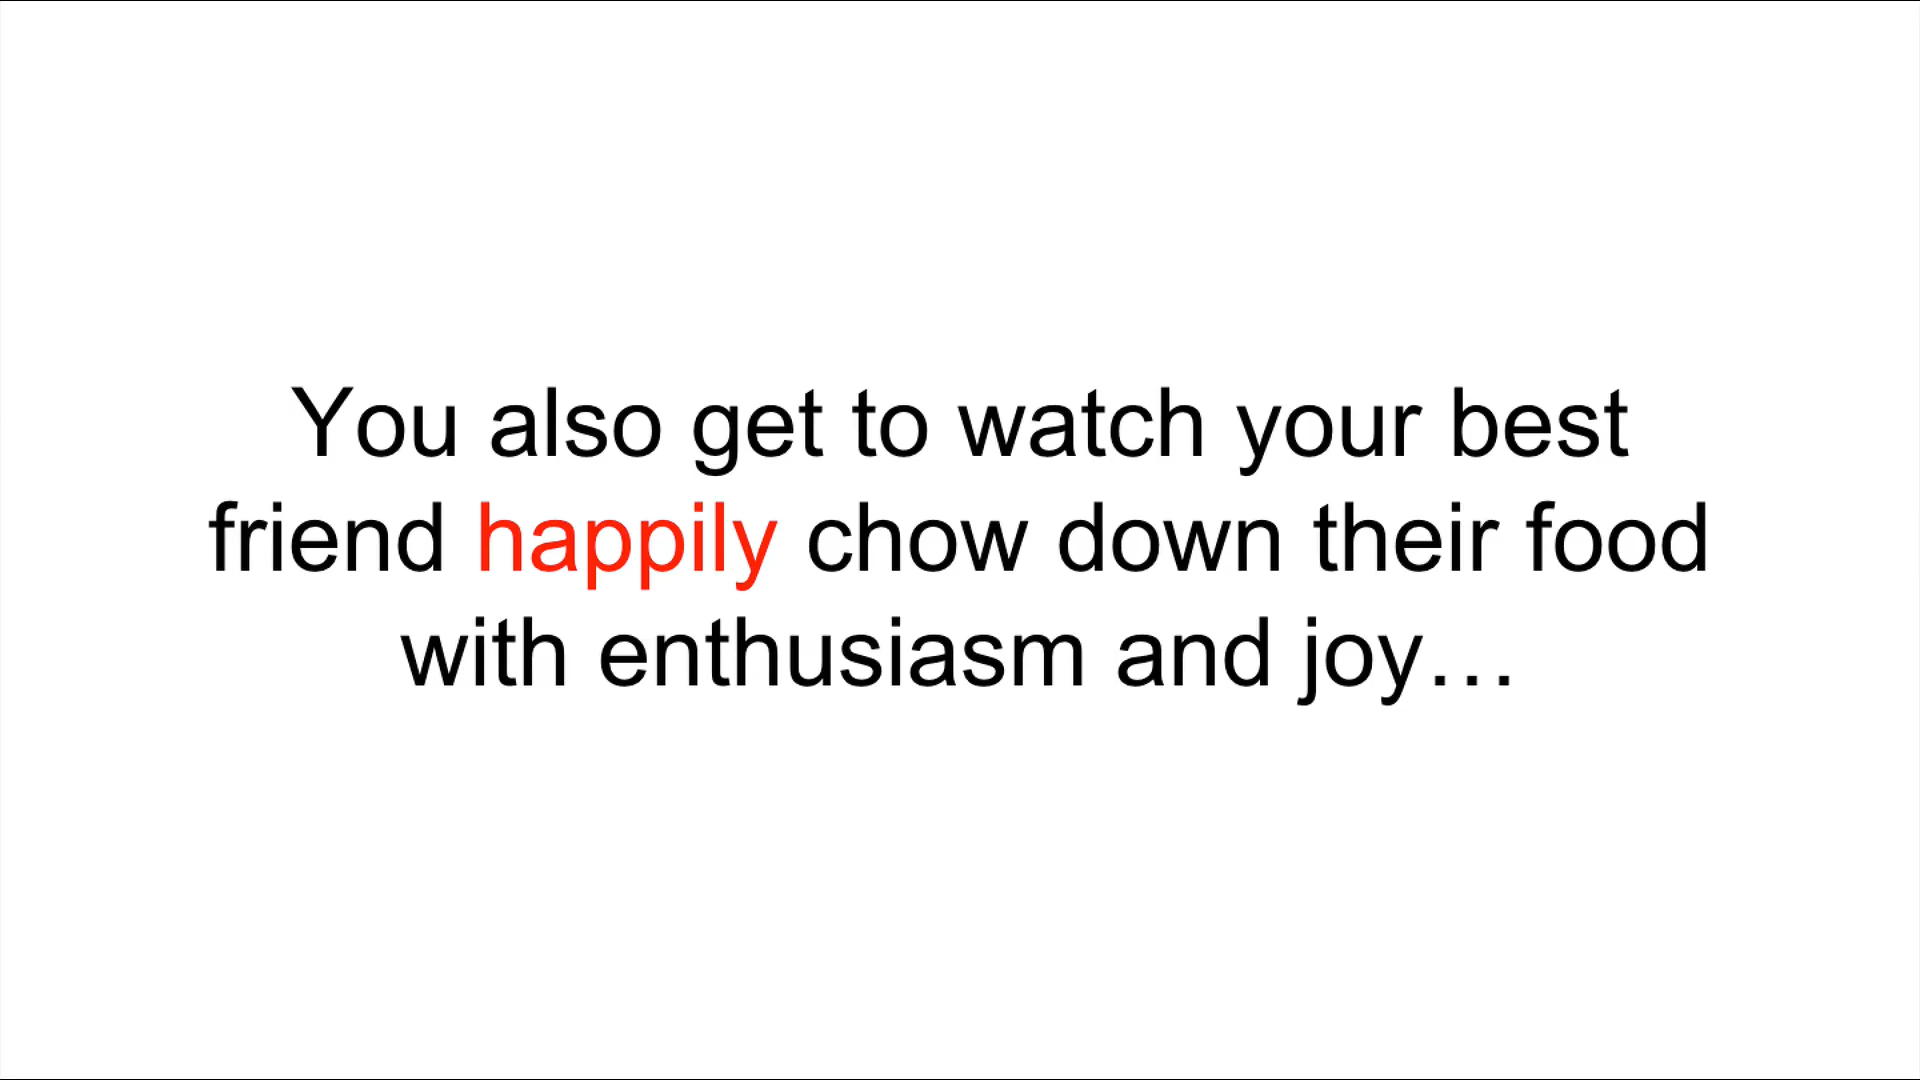 You also get to watch your best
friend happily chow down their food
with enthusiasm and joy…